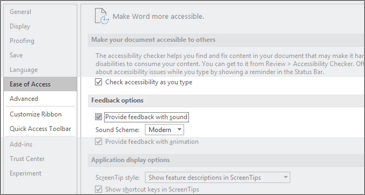 General
Display
Proofing
Save
Language
Ease of Access
Advanced
Customize Ribbon
Quick Access Toolbar
Add-ins
Trust Center
Experiment
Make Word more accessible.
Make your document accessible to others
The accessibility checker helps you find and fix content in your document that may make it har
disabilities to consume your content. You can get to it from Review > Accessibility Checker. Off
about accessibility issues while you type by showing a reminder in the Status Bar.
Check accessibility as you type
Feedback options
Provide feedback with sound
Sound Scheme: Modern
Provide feedback with animation
Application display options
ScreenTip style: Show feature descriptions in ScreenTips
Show shortcut keys in ScreenTips